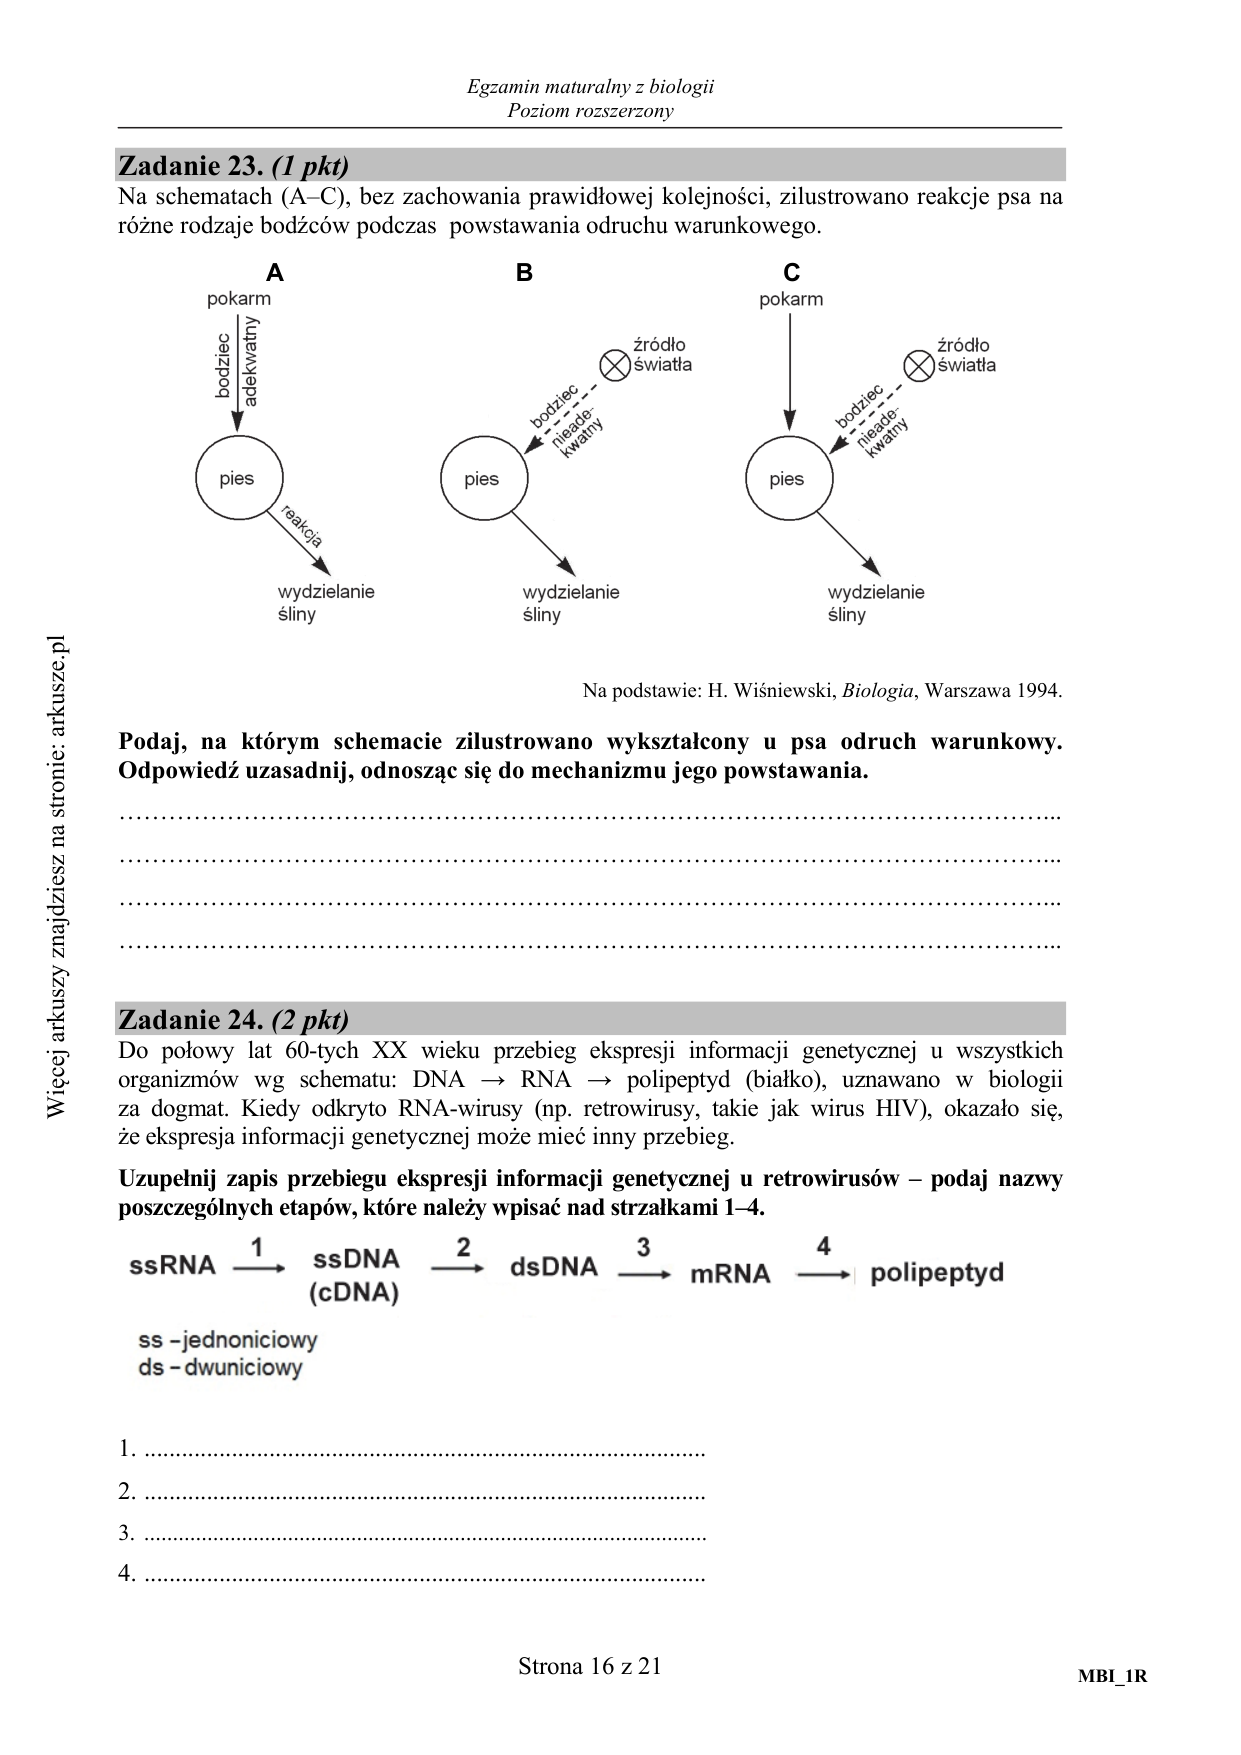 Egzamin maturalny z biologii
Poziom rozszerzony
Zadanie 23. (1 pkt)
Na schematach (A–C), bez zachowania prawidłowej kolejności, zilustrowano reakcje psa na
różne rodzaje bodźców podczas powstawania odruchu warunkowego.
A
pokarm
bodziec
adekwatny
pies
reakcja
wydzielanie
śliny
B
źródło
światła
bodziec
nieade-
kwatny
pies
wydzielanie
śliny
C
pokarm
źródło
światła
bodziec
nieade-
kwatny
pies
wydzielanie
śliny
Na podstawie: H. Wiśniewski, Biologia, Warszawa 1994.
Podaj, na którym schemacie zilustrowano wykształcony u psa odruch warunkowy.
Odpowiedź uzasadnij, odnosząc się do mechanizmu jego powstawania.
Zadanie 24. (2 pkt)
Do połowy lat 60-tych XX wieku przebieg ekspresji informacji genetycznej u wszystkich
organizmów wg schematu: DNA → RNA → polipeptyd (białko), uznawano w biologii
za dogmat. Kiedy odkryto RNA-wirusy (np. retrowirusy, takie jak wirus HIV), okazało się,
że ekspresja informacji genetycznej może mieć inny przebieg.
Uzupełnij zapis przebiegu ekspresji informacji genetycznej u retrowirusów – podaj nazwy
poszczególnych etapów, które należy wpisać nad strzałkami 1–4.
ssRNA 1 → ssDNA (cDNA) 2 → dsDNA 3 → mRNA 4 → polipeptyd
ss – jednoniciowy
ds – dwuniciowy
1. ..........................................................................................
2. ..........................................................................................
3. ..........................................................................................
4. ..........................................................................................
Strona 16 z 21
MBI_1R
Więcej arkuszy znajdziesz na stronie: arkusze.pl